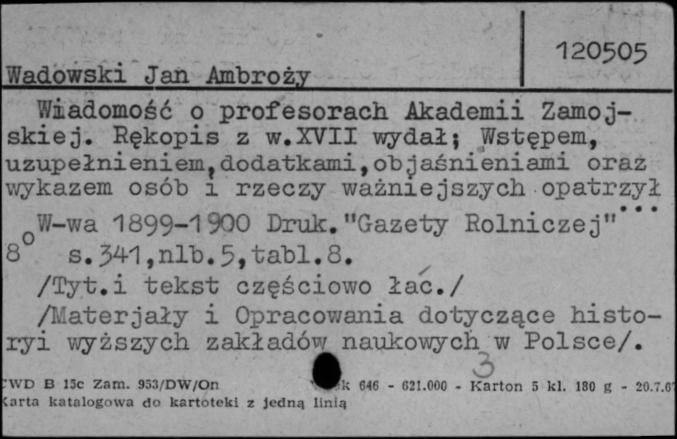 120505
Wadowski Jan Ambroży
Wiadomość o profesorach Akademii Zamoj-
skiej. Rękopis z w.XVII wydał; Wstępem,
uzupełnieniem,dodatkami,objaśnieniami oraz
wykazem osób i rzeczy ważniejszych opatrzył
...
W-wa 1899-1900 Druk."Gazety Rolniczej"
8° s.341,nlb.5,tabl.8.
/Tyt.i tekst częściowo łać./
/Materjały i Opracowania dotyczące histo-
ryi wyższych zakładów naukowych w Polsce/.
3
WD B 15c Zam. 953/DW/On k 646 - 621.000 - Karton 5 kl. 180 g - 20.7.6
Karta katalogowa do kartoteki z jedną linią